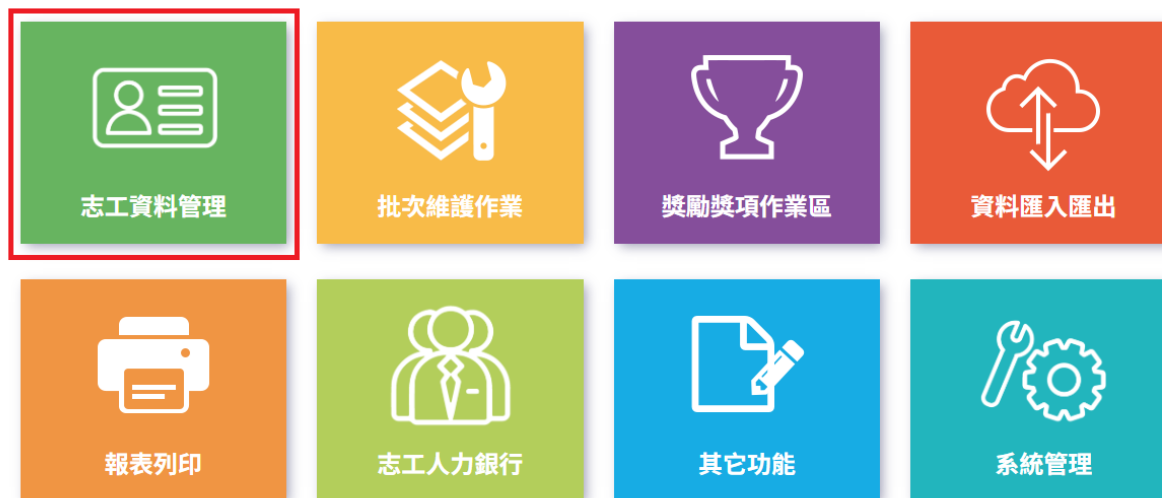 志工資料管理
批次維護作業
獎勵獎項作業區
資料匯入匯出
報表列印
志工人力銀行
其它功能
系統管理